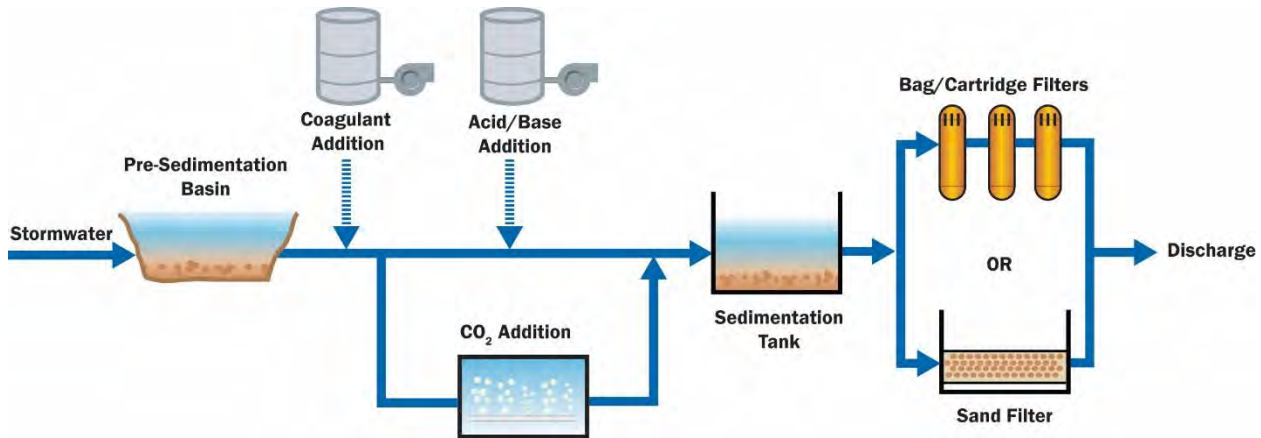 Stormwater
Pre-Sedimentation
Basin
Coagulant
Addition
Acid/Base
Addition
CO₂ Addition
Sedimentation
Tank
Bag/Cartridge Filters
OR
Sand Filter
Discharge